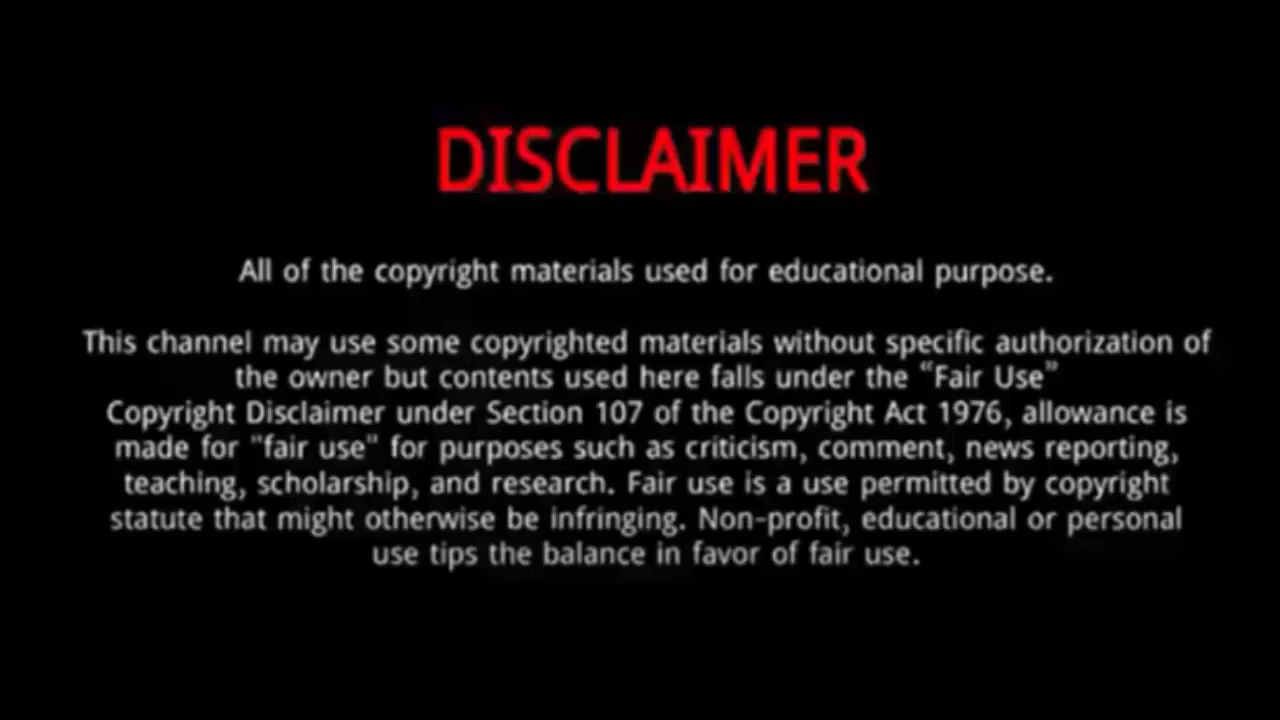 DISCLAIMER
All of the copyright materials used for educational purpose.
This channel may use some copyrighted materials without specific authorization of
the owner but contents used here falls under the “Fair Use”
Copyright Disclaimer under Section 107 of the Copyright Act 1976, allowance is
made for "fair use" for purposes such as criticism, comment, news reporting,
teaching, scholarship, and research. Fair use is a use permitted by copyright
statute that might otherwise be infringing. Non-profit, educational or personal
use tips the balance in favor of fair use.